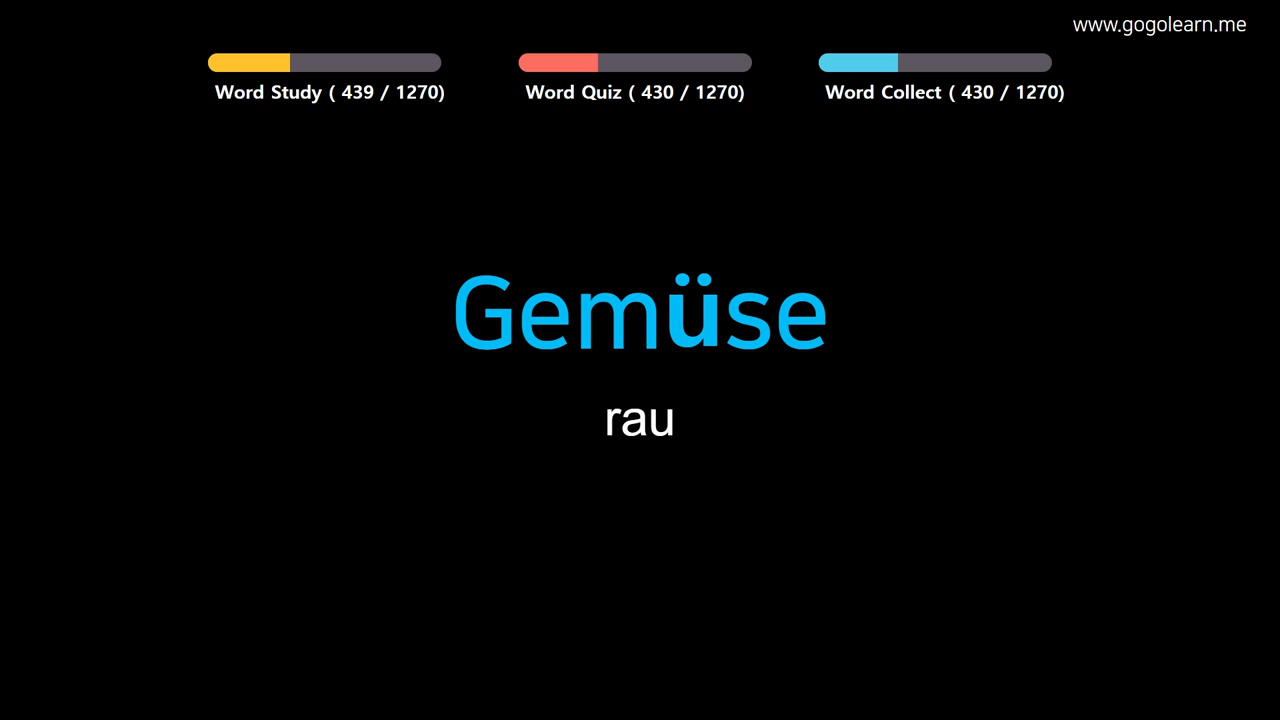 www.gogolearn.me
Word Study ( 439 / 1270)
Word Quiz ( 430 / 1270)
Word Collect ( 430 / 1270)
Gemüse
rau